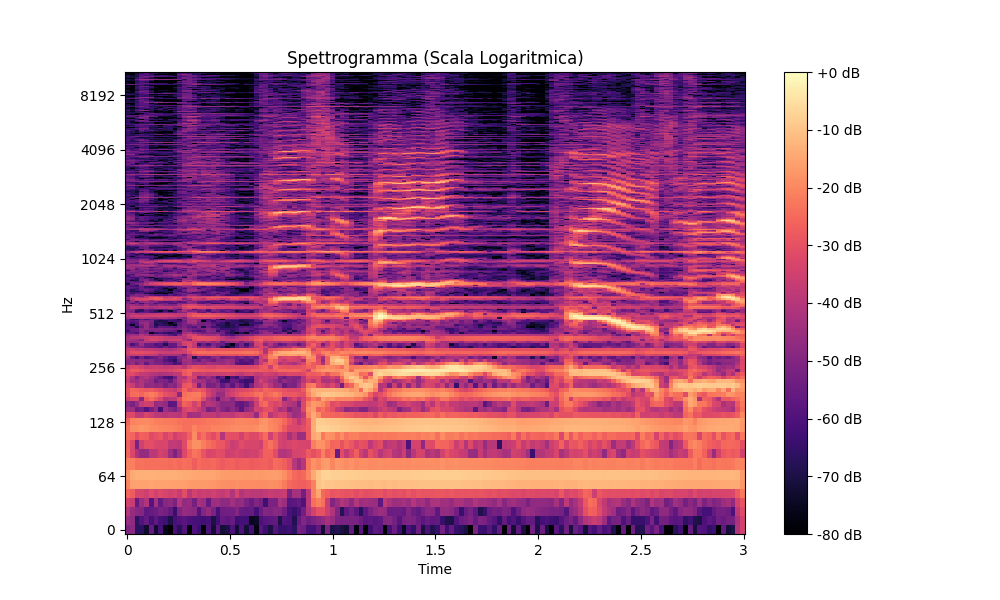 Spettrogramma (Scala Logaritmica)
Hz
8192
4096
2048
1024
512
256
128
64
0
0
0.5
1
1.5
2
2.5
3
Time
+0 dB
-10 dB
-20 dB
-30 dB
-40 dB
-50 dB
-60 dB
-70 dB
-80 dB